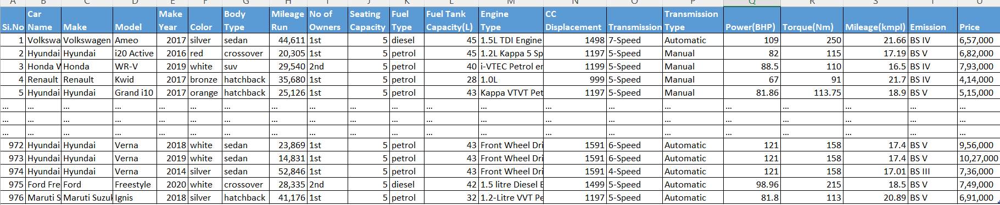 A B C D E F G H I J K L M N O P Q R S T U
Si.No Car Name Make Model Make Year Color Body Type Mileage Run No of Owners Seating Capacity Fuel Type Fuel Tank Capacity(L) Engine Type CC Displacement Transmission Transmission Type Power(BHP) Torque(Nm) Mileage(kmpl) Emission Price
1 Volkswa Volkswagen Ameo 2017 silver sedan 44,611 1st 5 diesel 45 1.5L TDI Engine 1498 7-Speed Automatic 109 250 21.66 BS IV 6,57,000
2 Hyundai Hyundai i20 Active 2016 red crossover 20,305 1st 5 petrol 45 1.2L Kappa 5 Sp 1197 5-Speed Manual 82 115 17.19 BS V 6,82,000
3 Honda W Honda WR-V 2019 white suv 29,540 2nd 5 petrol 40 i-VTEC Petrol en 1199 5-Speed Manual 88.5 110 16.5 BS IV 7,93,000
4 Renault Renault Kwid 2017 bronze hatchback 35,680 1st 5 petrol 28 1.0L 999 5-Speed Manual 67 91 21.7 BS IV 4,14,000
5 Hyundai Hyundai Grand i10 2017 orange hatchback 25,126 1st 5 petrol 43 Kappa VTVT Pet 1197 5-Speed Manual 81.86 113.75 18.9 BS V 5,15,000
... ... ... ... ... ... ... ... ... ... ... ... ... ... ... ... ... ... ... ... ...
... ... ... ... ... ... ... ... ... ... ... ... ... ... ... ... ... ... ... ... ...
... ... ... ... ... ... ... ... ... ... ... ... ... ... ... ... ... ... ... ... ...
972 Hyundai Hyundai Verna 2018 white sedan 23,869 1st 5 petrol 43 Front Wheel Dri 1591 6-Speed Automatic 121 158 17.4 BS V 9,56,000
973 Hyundai Hyundai Verna 2019 white sedan 14,831 1st 5 petrol 43 Front Wheel Dri 1591 6-Speed Automatic 121 158 17.4 BS V 10,27,000
974 Hyundai Hyundai Verna 2014 silver sedan 52,846 1st 5 petrol 43 Front Wheel Dri 1591 4-Speed Automatic 121 158 17.01 BS III 7,36,000
975 Ford Fre Ford Freestyle 2020 white crossover 28,335 2nd 5 diesel 42 1.5 litre Diesel E 1499 5-Speed Automatic 98.96 215 18.5 BS V 7,49,000
976 Maruti S Maruti Suzuk Ignis 2018 silver hatchback 41,176 1st 5 petrol 32 1.2-Litre VVT Pe 1197 5-Speed Automatic 81.8 113 20.89 BS V 6,91,000